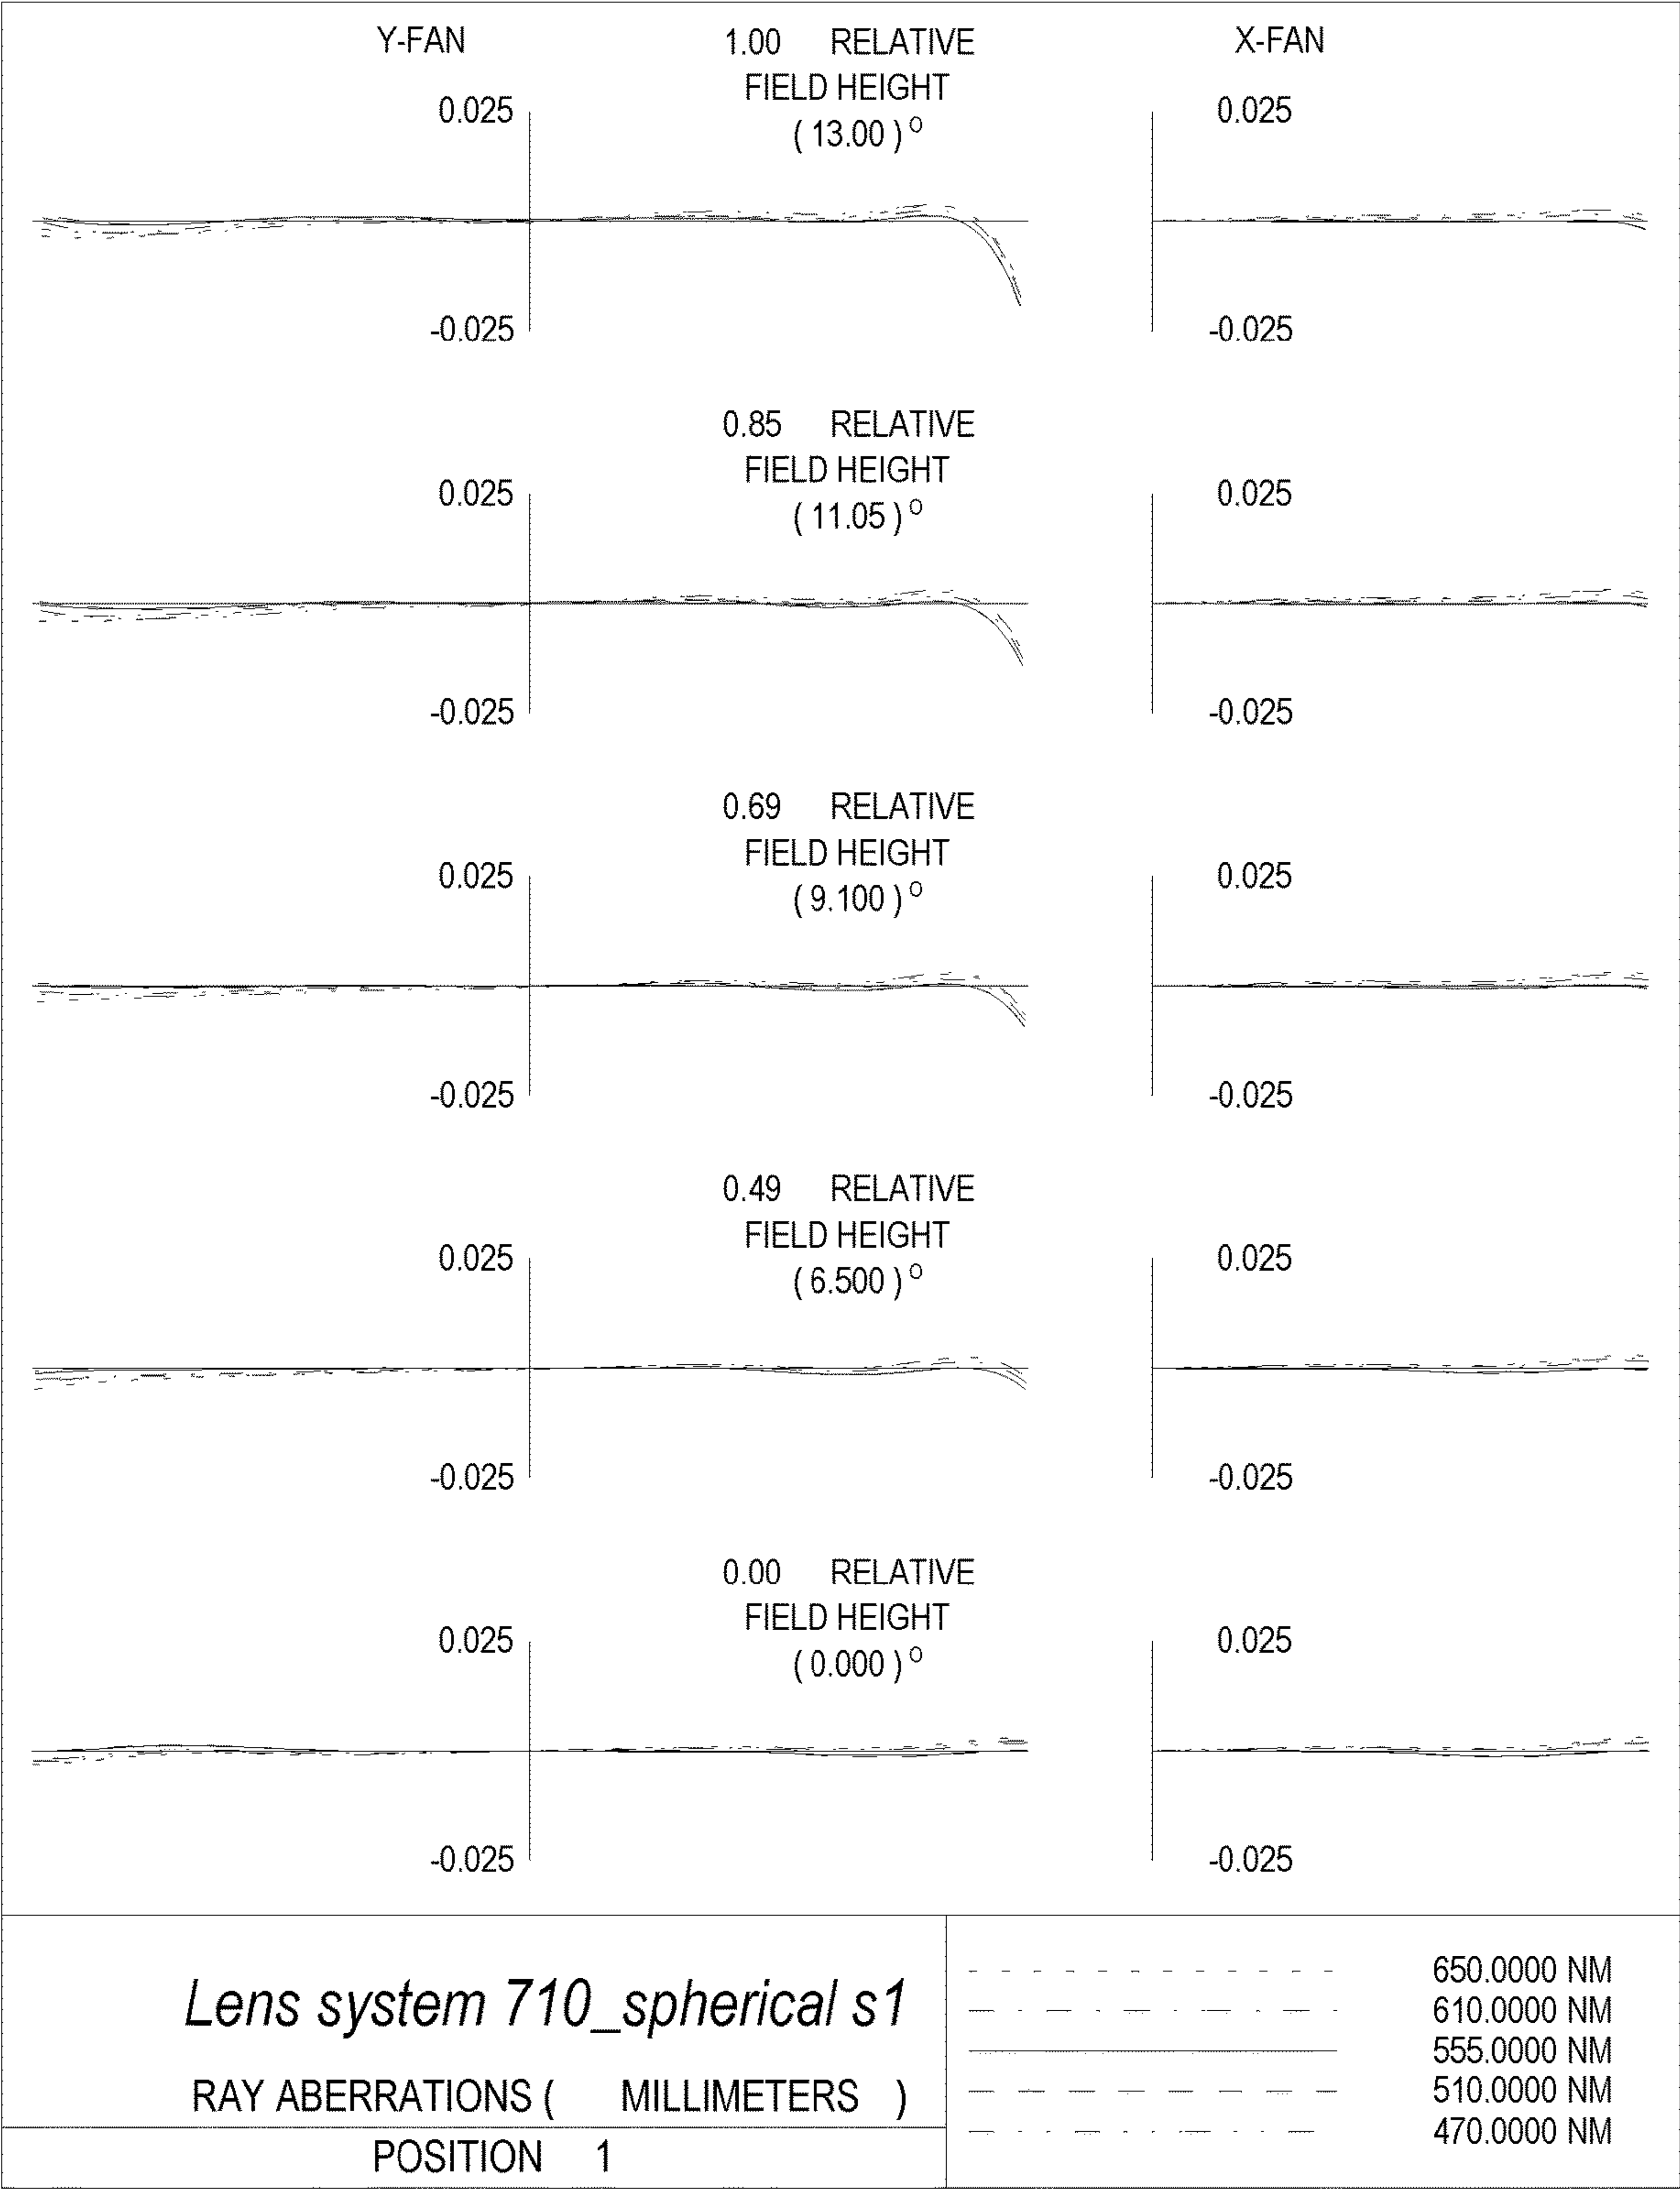 Y-FAN 1.00 RELATIVE X-FAN
FIELD HEIGHT
0.025 ( 13.00 ) O 0.025
-0.025 -0.025
0.85 RELATIVE
FIELD HEIGHT
0.025 ( 11.05 ) O 0.025
-0.025 -0.025
0.69 RELATIVE
FIELD HEIGHT
0.025 ( 9.100 ) O 0.025
-0.025 -0.025
0.49 RELATIVE
FIELD HEIGHT
0.025 ( 6.500 ) O 0.025
-0.025 -0.025
0.00 RELATIVE
FIELD HEIGHT
0.025 ( 0.000 ) O 0.025
-0.025 -0.025
Lens system 710_spherical s1
RAY ABERRATIONS ( MILLIMETERS )
POSITION 1
650.0000 NM
610.0000 NM
555.0000 NM
510.0000 NM
470.0000 NM